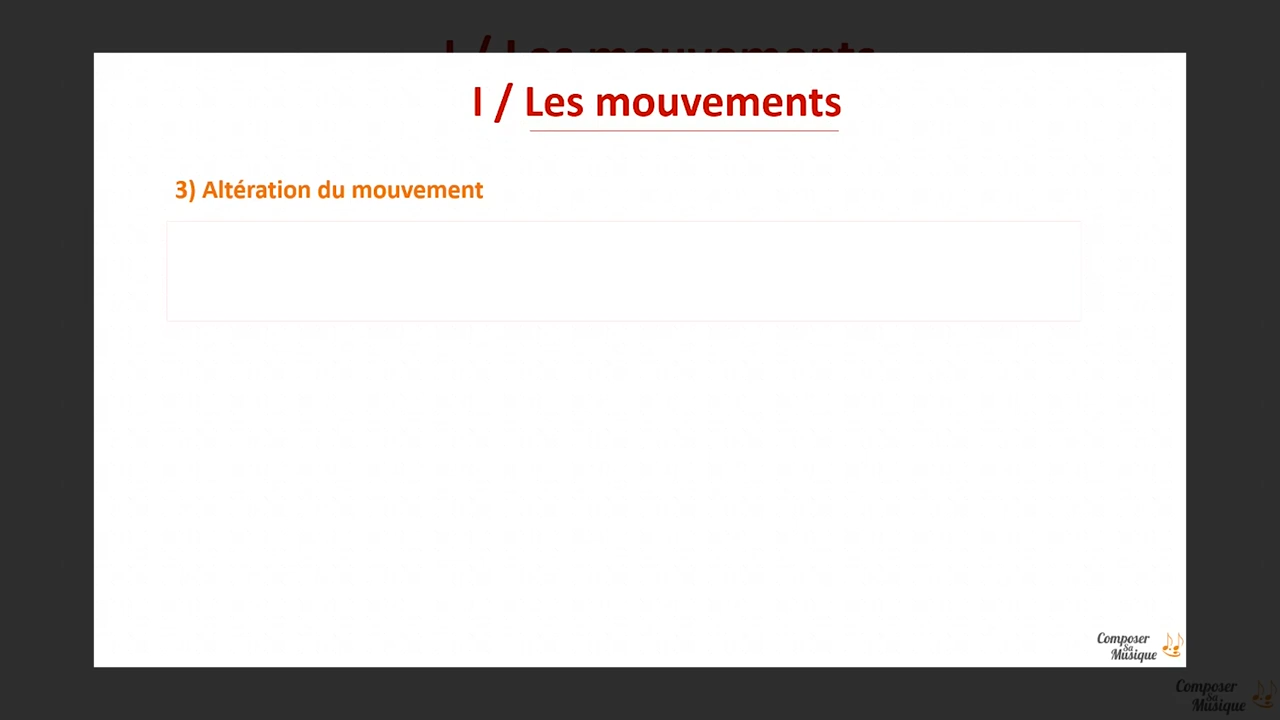 I / Les mouvements
I / Les mouvements
3) Altération du mouvement
Composer
Sa
Musique
Composer
Sa
Musique